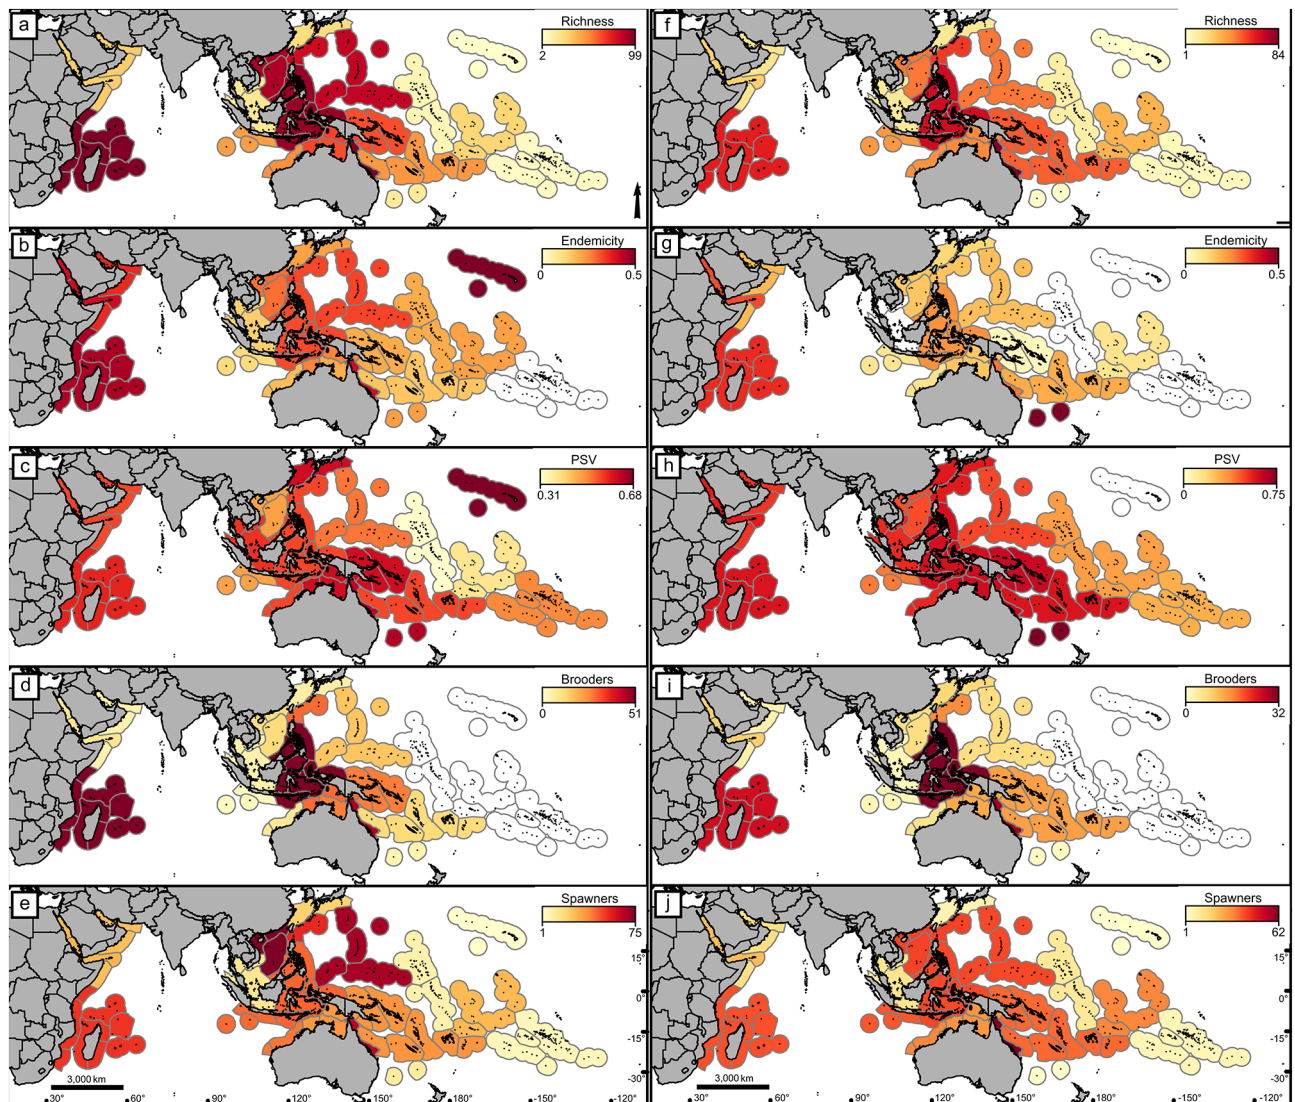 a
Richness
2 99
f
Richness
1 84
b
Endemicity
0 0.5
g
Endemicity
0 0.5
c
PSV
0.31 0.68
h
PSV
0 0.75
d
Brooders
0 51
i
Brooders
0 32
e
Spawners
1 75
15°
0°
-15°
-30°
3,000 km
30° 60° 90° 120° 150° 180° -150° -120°
j
Spawners
1 62
15°
0°
-15°
-30°
3,000 km
30° 60° 90° 120° 150° 180° -150° -120°